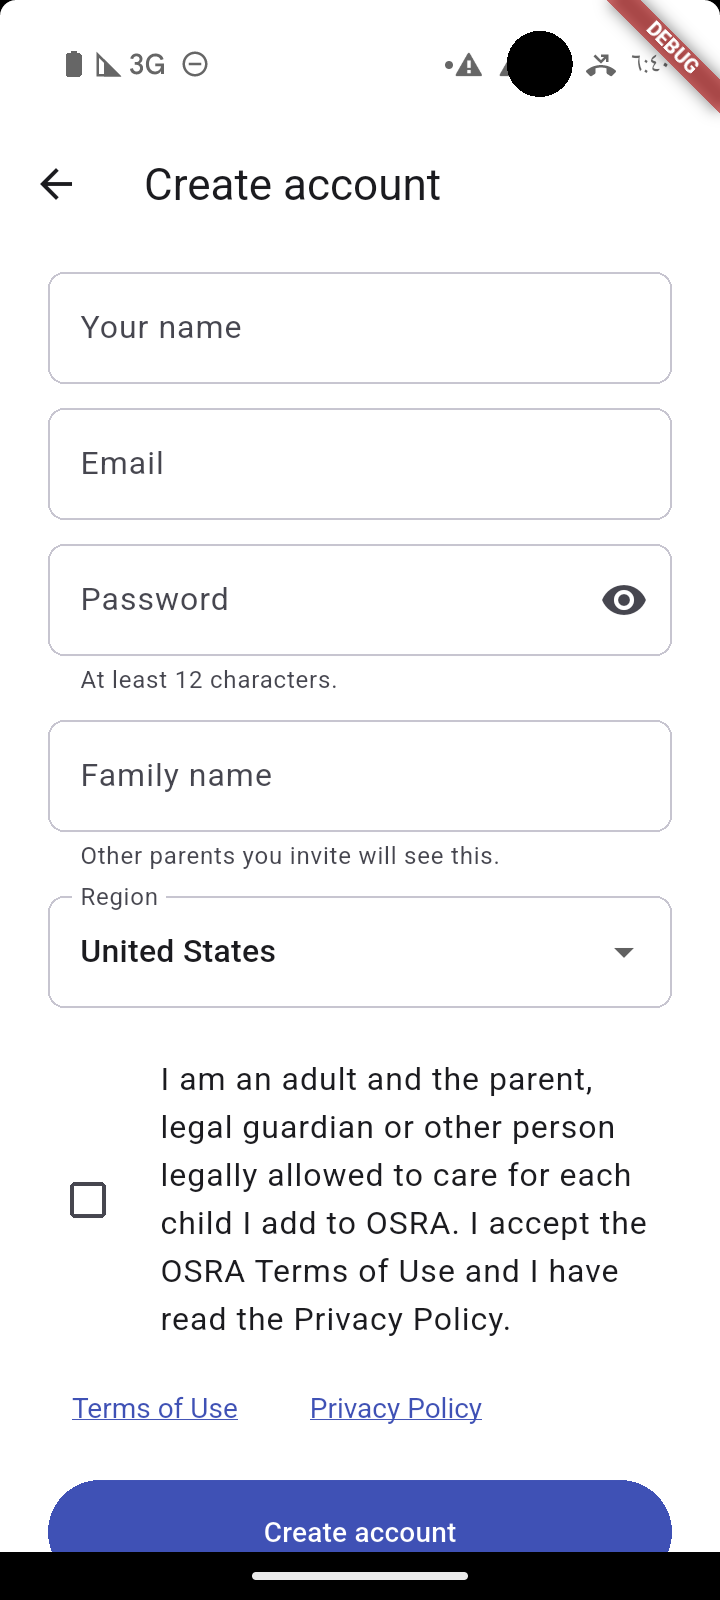 3G
٦:٤٠
DEBUG
Create account
Your name
Email
Password
At least 12 characters.
Family name
Other parents you invite will see this.
Region
United States
I am an adult and the parent,
legal guardian or other person
legally allowed to care for each
child I add to OSRA. I accept the
OSRA Terms of Use and I have
read the Privacy Policy.
Terms of Use
Privacy Policy
Create account